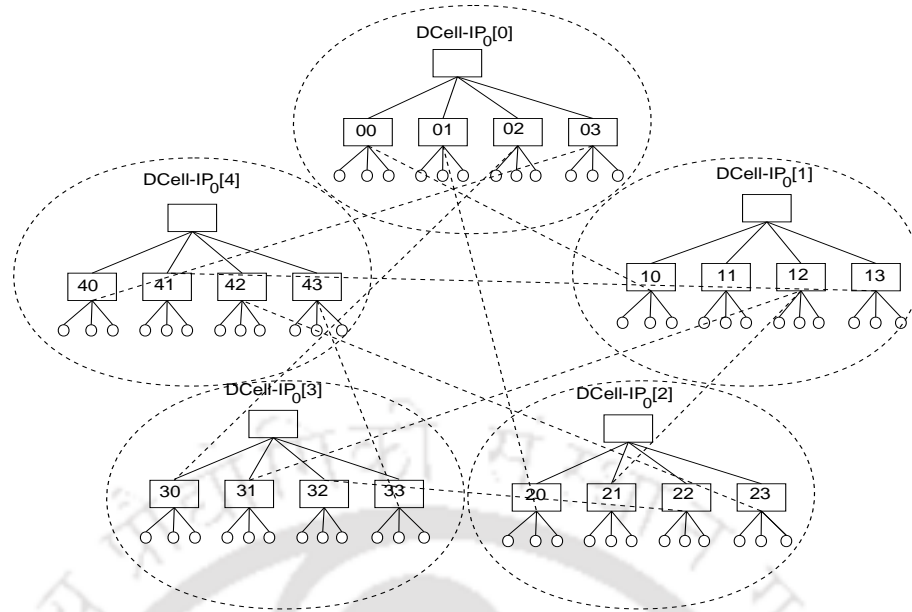 DCell-IP0[0]
00 01 02 03
DCell-IP0[4]
DCell-IP0[1]
40 41 42 43
10 11 12 13
DCell-IP0[3]
DCell-IP0[2]
30 31 32 33
20 21 22 23